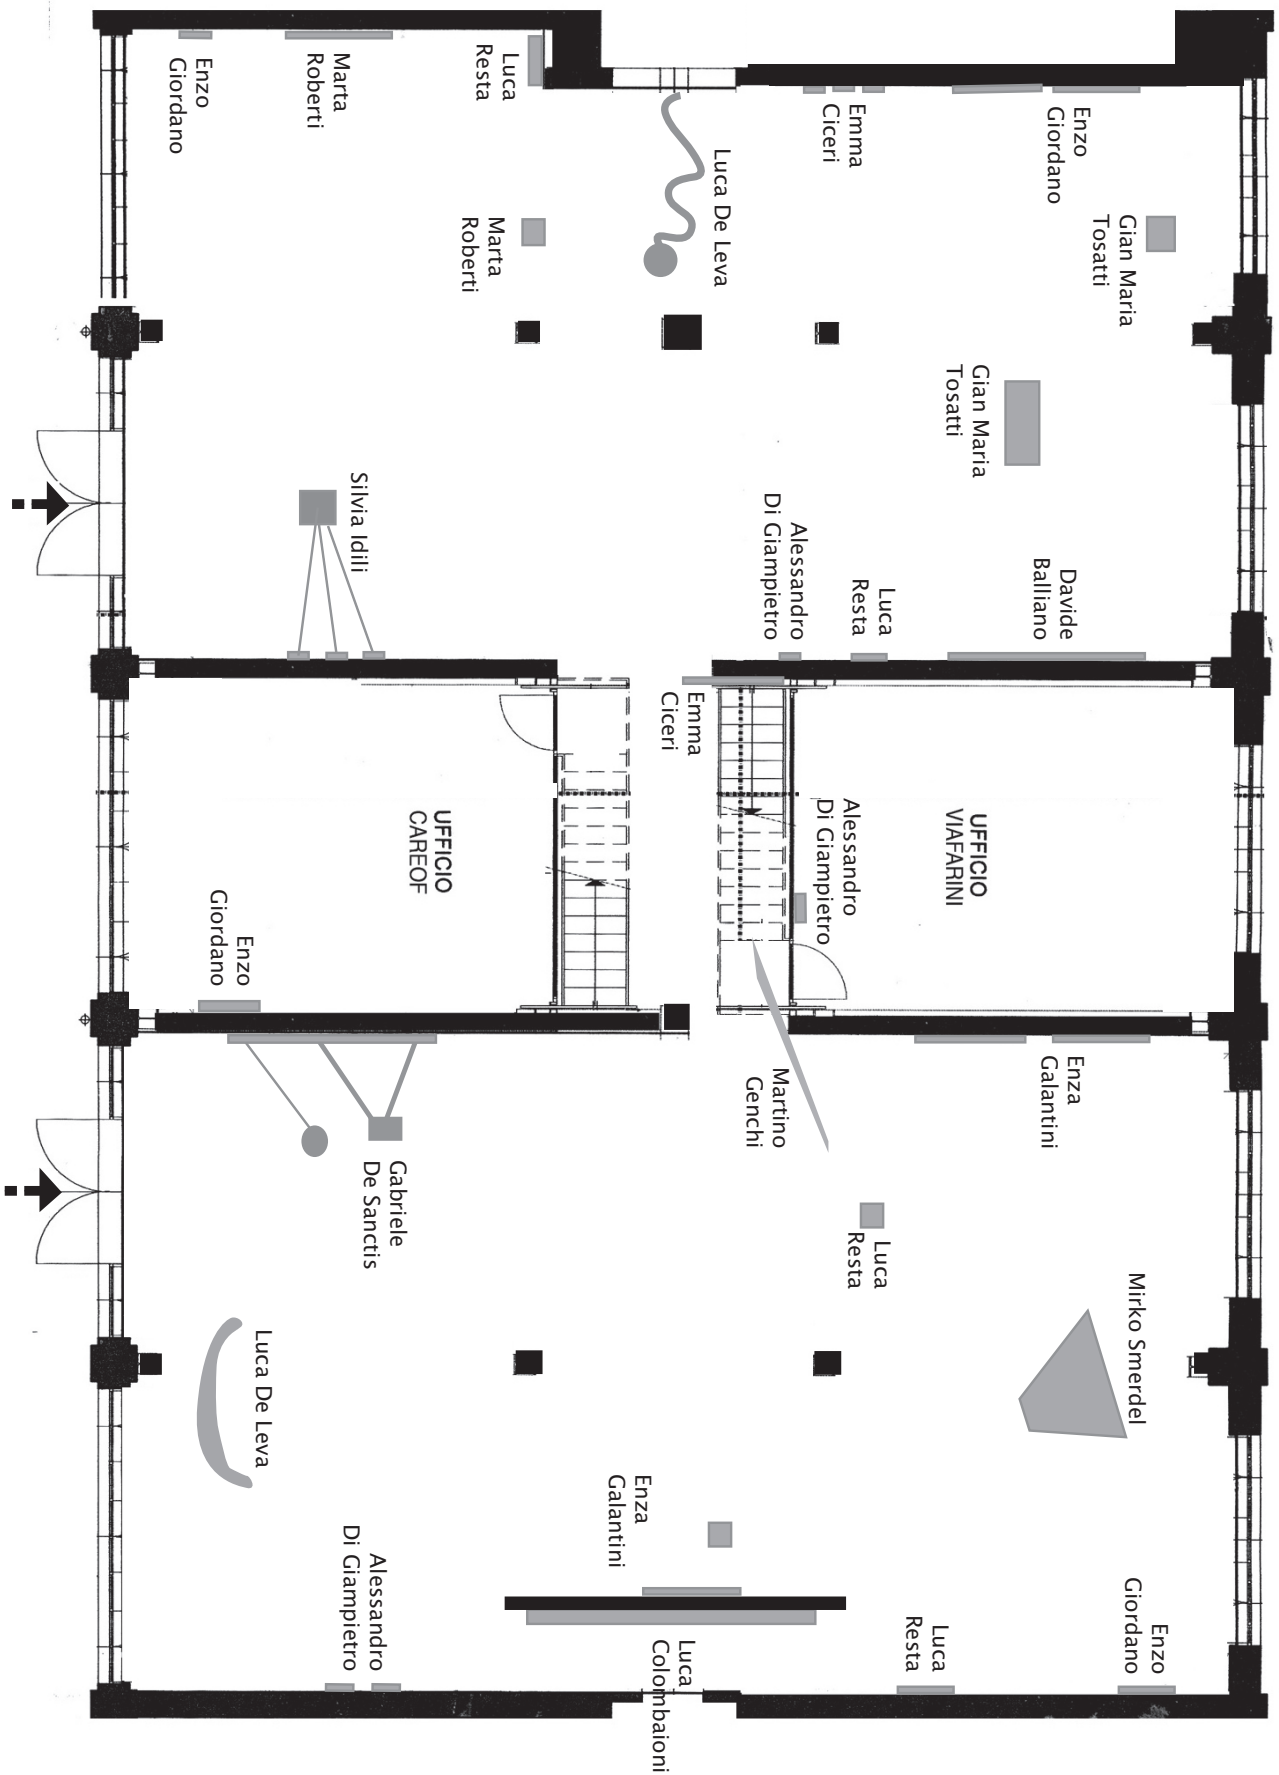 Enzo
Giordano
Marta
Roberti
Luca
Resta
Luca De Leva
Emma
Ciceri
Enzo
Giordano
Gian Maria
Tosatti
Marta
Roberti
Gian Maria
Tosatti
Silvia Idili
Alessandro
Di Giampietro
Luca
Resta
Davide
Balliano
Emma
Ciceri
UFFICIO
CAREOF
Alessandro
Di Giampietro
UFFICIO
VIAFARINI
Enzo
Giordano
Gabriele
De Sanctis
Martino
Genchi
Enza
Galantini
Luca
Resta
Mirko Smerdel
Luca De Leva
Enza
Galantini
Alessandro
Di Giampietro
Luca
Colombaioni
Luca
Resta
Enzo
Giordano